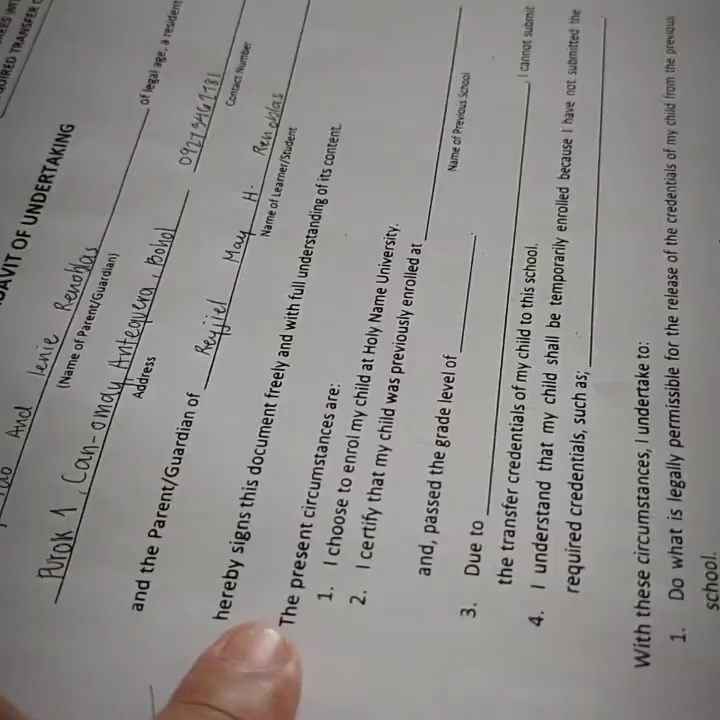 UIRED TRANSFER
DAVIT OF UNDERTAKING
And Ienie Renoblas of legal age, a resident
(Name of Parent/Guardian)
Purok 1, Can-omay Antequera, Bohol
Address Contact Number
and the Parent/Guardian of Reyjiel May H. Renoblas
Name of Learner/Student
hereby signs this document freely and with full understanding of its content.
The present circumstances are:
1. I choose to enrol my child at Holy Name University.
2. I certify that my child was previously enrolled at
Name of Previous School
and, passed the grade level of .
3. Due to , I cannot submit
the transfer credentials of my child to this school.
4. I understand that my child shall be temporarily enrolled because I have not submitted the
required credentials, such as;
With these circumstances, I undertake to:
1. Do what is legally permissible for the release of the credentials of my child from the previous
school.